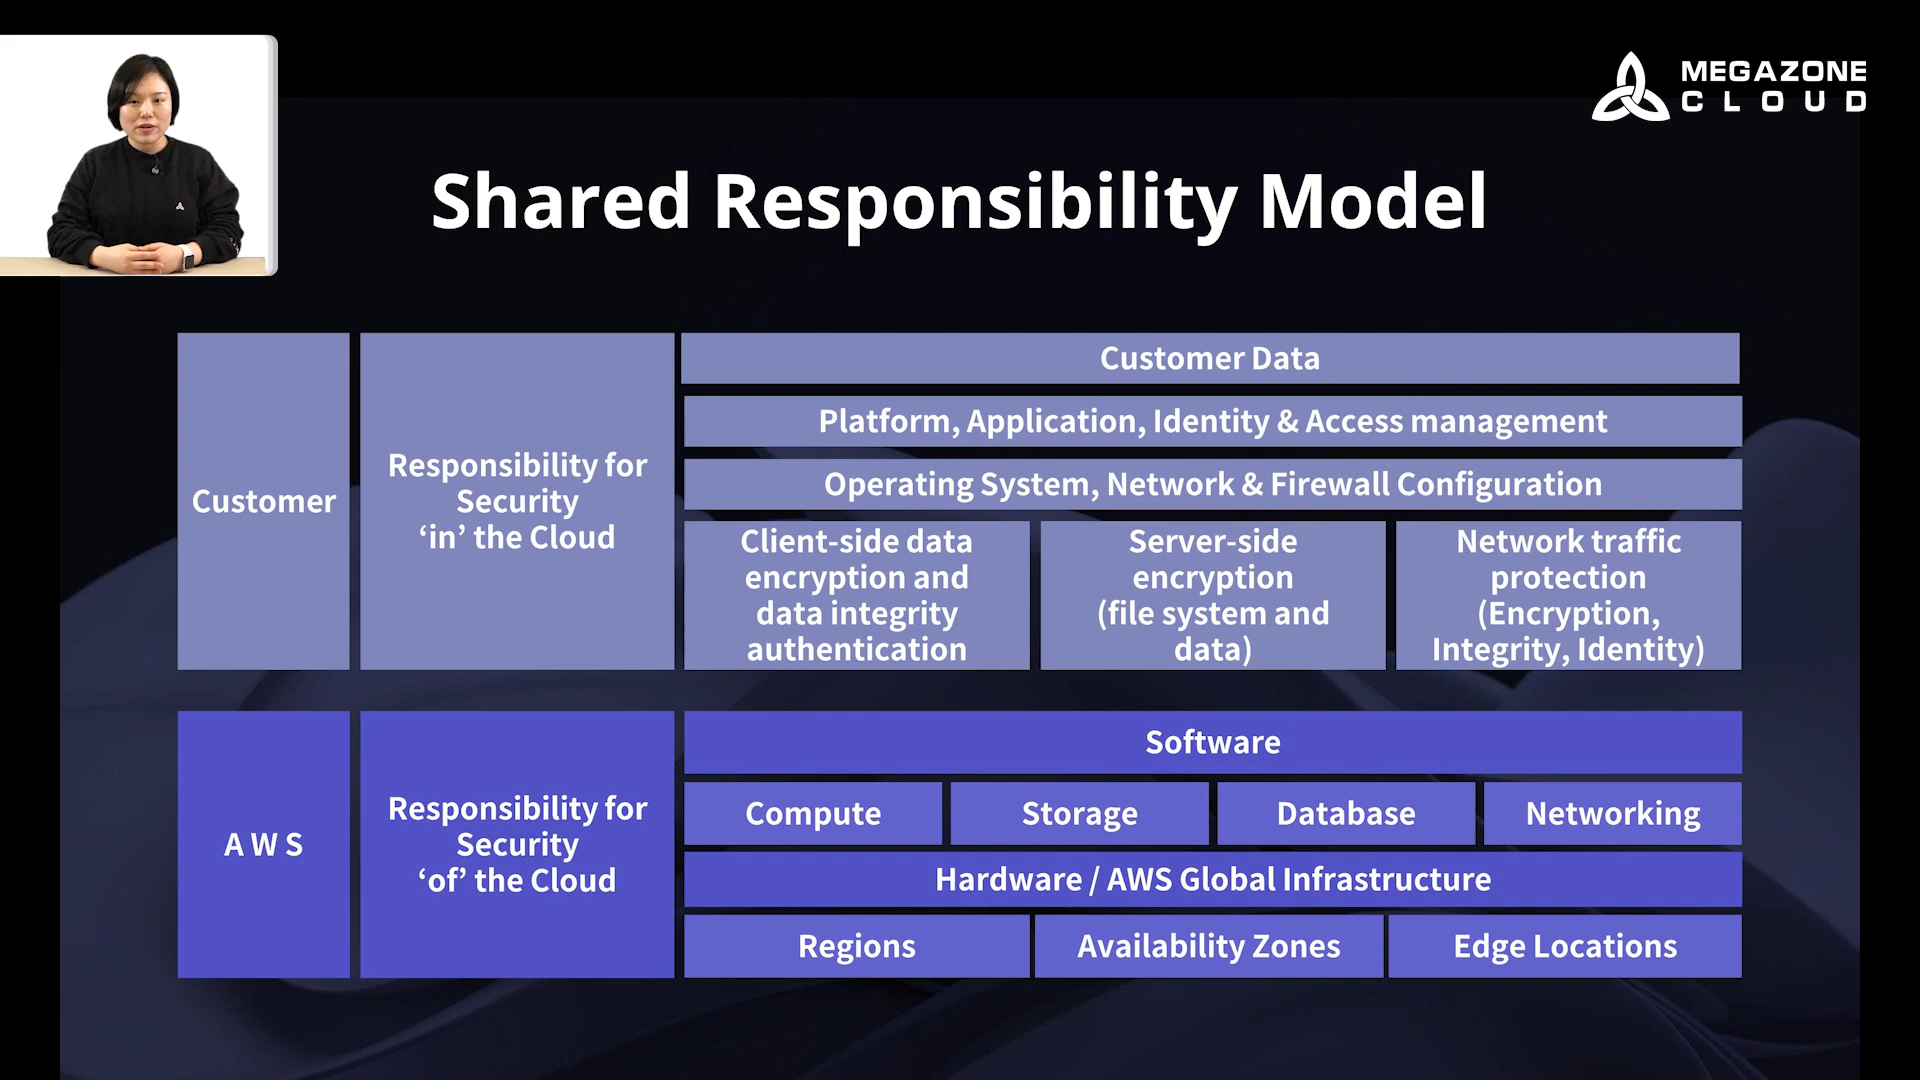 MEGAZONE
CLOUD
Shared Responsibility Model
Customer
Responsibility for
Security
‘in’ the Cloud
Customer Data
Platform, Application, Identity & Access management
Operating System, Network & Firewall Configuration
Client-side data
encryption and
data integrity
authentication
Server-side
encryption
(file system and
data)
Network traffic
protection
(Encryption,
Integrity, Identity)
A W S
Responsibility for
Security
‘of’ the Cloud
Software
Compute
Storage
Database
Networking
Hardware / AWS Global Infrastructure
Regions
Availability Zones
Edge Locations